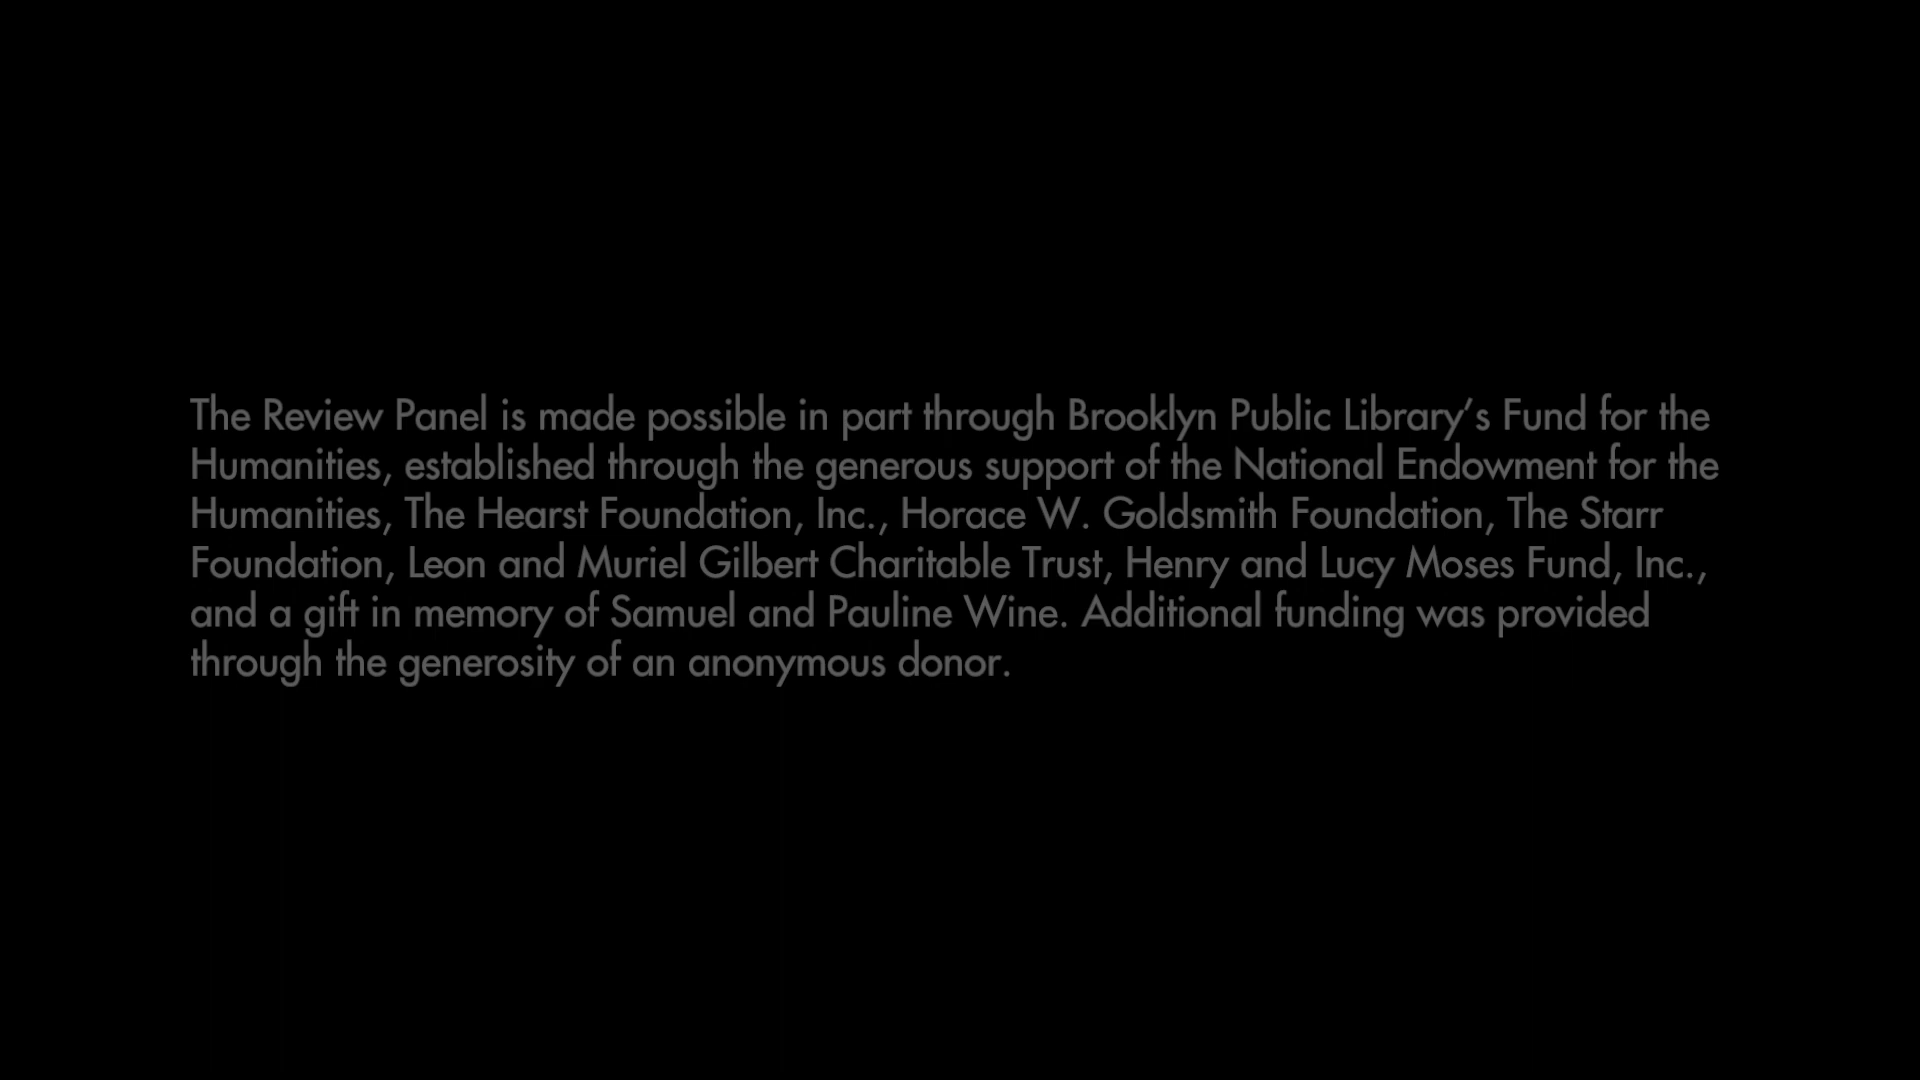 The Review Panel is made possible in part through Brooklyn Public Library’s Fund for the
Humanities, established through the generous support of the National Endowment for the
Humanities, The Hearst Foundation, Inc., Horace W. Goldsmith Foundation, The Starr
Foundation, Leon and Muriel Gilbert Charitable Trust, Henry and Lucy Moses Fund, Inc.,
and a gift in memory of Samuel and Pauline Wine. Additional funding was provided
through the generosity of an anonymous donor.